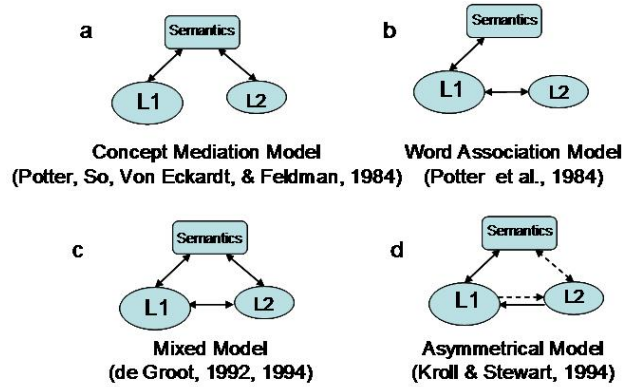 a
Semantics
L1
L2
Concept Mediation Model
(Potter, So, Von Eckardt, & Feldman, 1984)
b
Semantics
L1
L2
Word Association Model
(Potter et al., 1984)
c
Semantics
L1
L2
Mixed Model
(de Groot, 1992, 1994)
d
Semantics
L1
L2
Asymmetrical Model
(Kroll & Stewart, 1994)